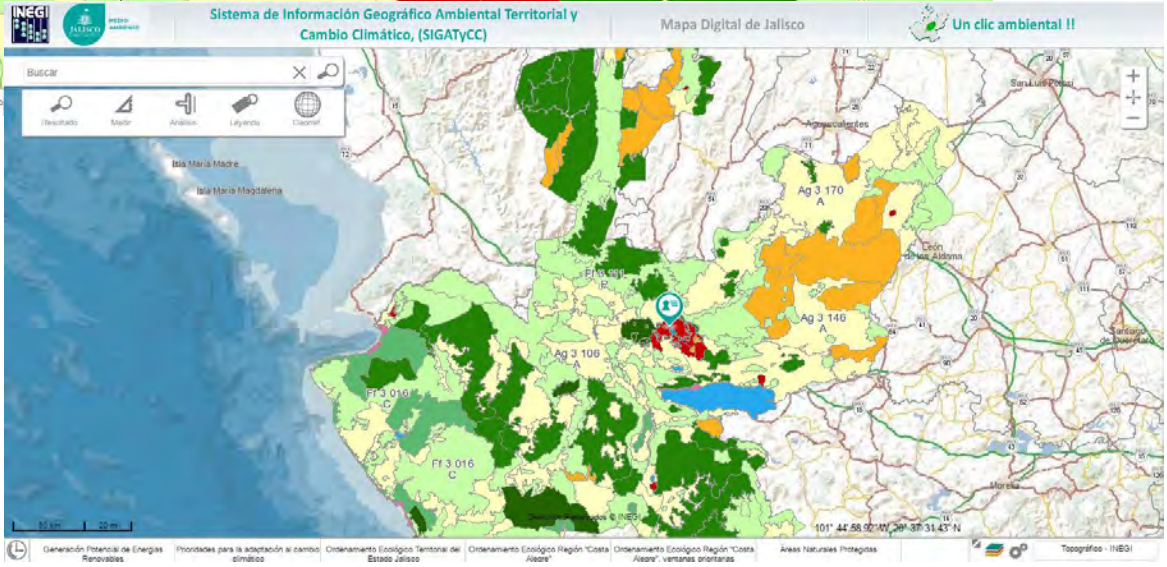 INEGI
JALISCO
MEDIO
AMBIENTE
Sistema de Información Geográfico Ambiental Territorial y
Cambio Climático, (SIGATyCC)
Mapa Digital de Jalisco
Un clic ambiental !!
Buscar
Resultado
Medir
Análisis
Leyenda
San Luis Potosí
Aguascalientes
Isla María Madre
Isla María Magdalena
Ag 3 170
A
León
de los Aldama
Ff 3 111
P
Ag 3 146
A
Santiago
de Querétaro
Ag 3 106
A
Ff 3 016
C
Ff 3 016
C
Morelia
© INEGI
20 mi
101° 44' 58.92" W, 20° 37' 31.43" N
Generación Potencial de Energías
Renovables
Prioridades para la adaptación al cambio
climático
Ordenamiento Ecológico Territorial del
Estado Jalisco
Ordenamiento Ecológico Región "Costa
Alegre"
Ordenamiento Ecológico Región "Costa
Alegre", ventanas prioritarias
Áreas Naturales Protegidas
Topográfico - INEGI